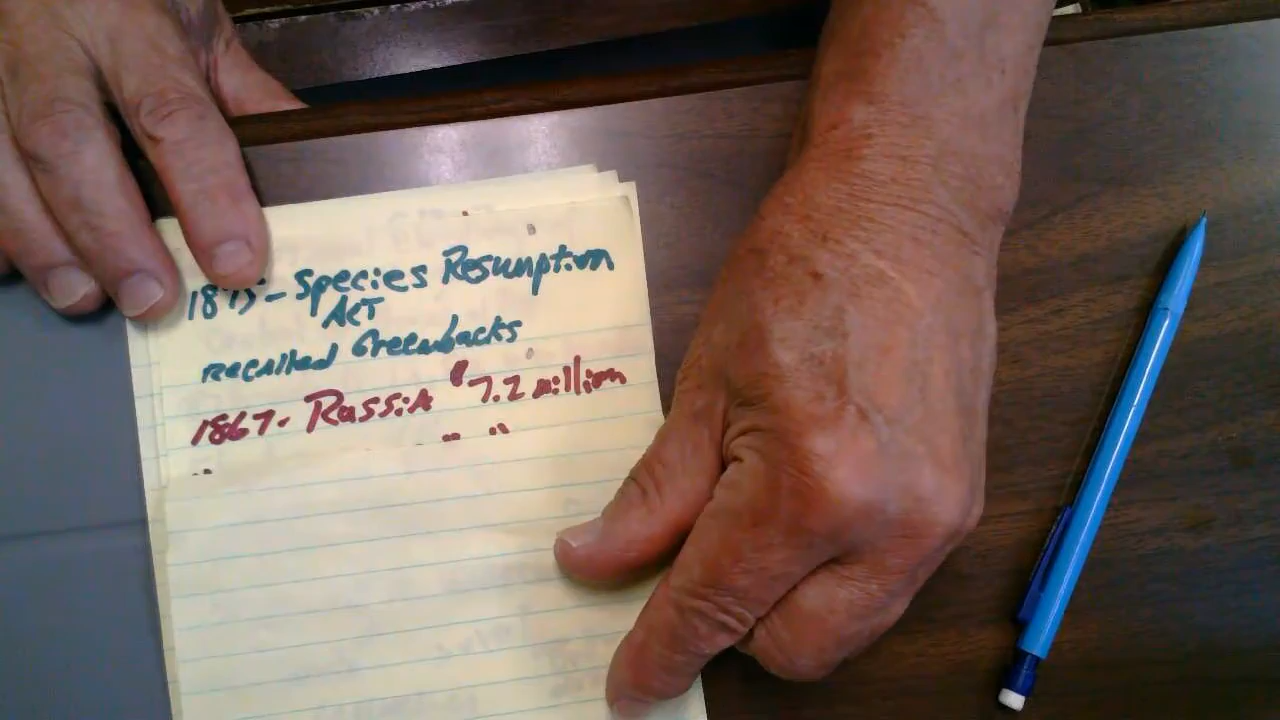 1875 - Species Resumption
ACT
recalled Greenbacks
1867 - Russia $7.2 million